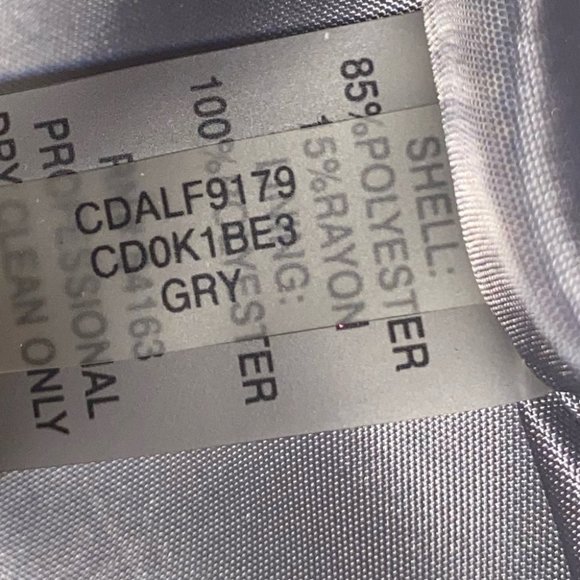 CDALF9179
CD0K1BE3
GRY
SHELL:
85%POLYESTER
15%RAYON
LINING:
100%POLYESTER
PROFESSIONAL
DRY CLEAN ONLY